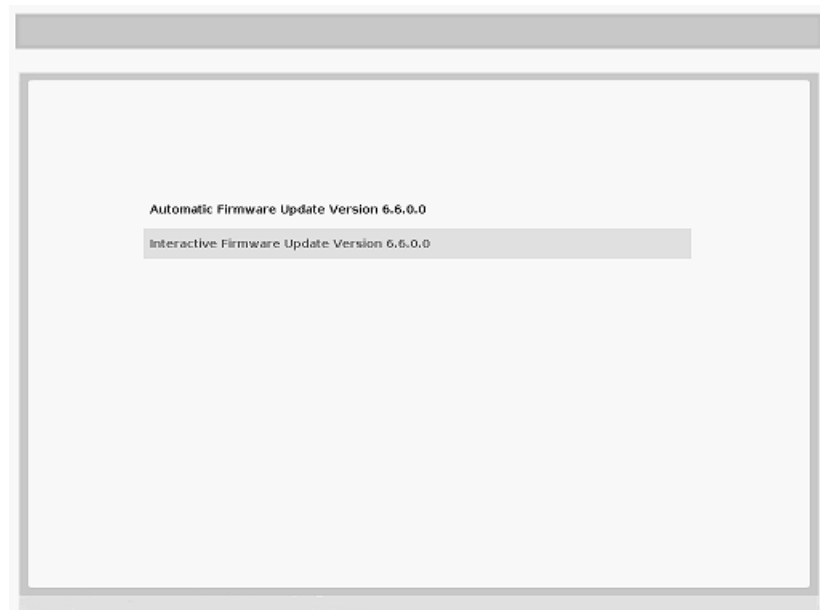 Automatic Firmware Update Version 6.6.0.0
Interactive Firmware Update Version 6.6.0.0